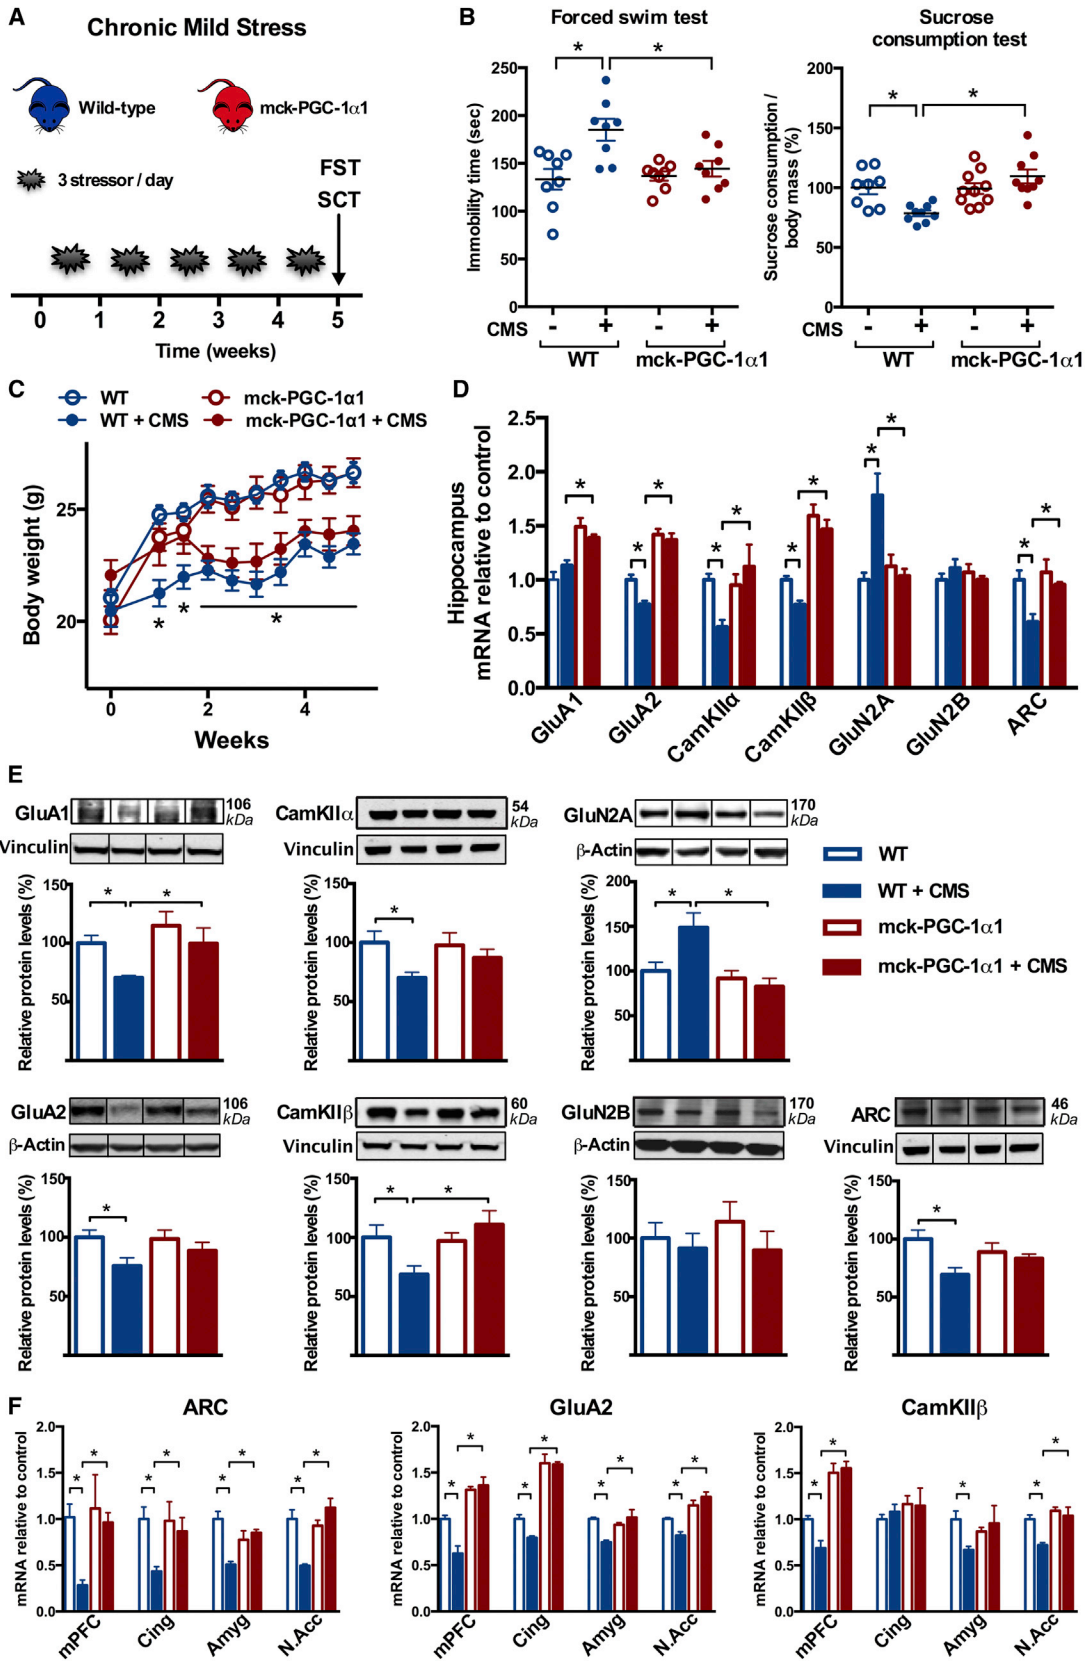 A
Chronic Mild Stress
Wild-type
mck-PGC-1α1
3 stressor / day
FST
SCT
0 1 2 3 4 5
Time (weeks)
B
Forced swim test
*
*
Immobility time (sec)
250
200
150
100
50
0
CMS - + - +
WT mck-PGC-1α1
Sucrose
consumption test
*
*
Sucrose consumption /
body mass (%)
200
150
100
50
0
CMS - + - +
WT mck-PGC-1α1
C
WT
mck-PGC-1α1
WT + CMS
mck-PGC-1α1 + CMS
Body weight (g)
25
20
* * *
0 2 4
Weeks
D
Hippocampus
mRNA relative to control
2.5
2.0
1.5
1.0
0.5
0.0
* * * * * * * * * * *
GluA1 GluA2 CamKIIα CamKIIβ GluN2A GluN2B ARC
E
GluA1
106
kDa
Vinculin
Relative protein levels (%)
150
100
50
* *
CamKIIα
54
kDa
Vinculin
Relative protein levels (%)
150
100
50
*
GluN2A
170
kDa
β-Actin
Relative protein levels (%)
200
150
100
50
* *
WT
WT + CMS
mck-PGC-1α1
mck-PGC-1α1 + CMS
GluA2
106
kDa
β-Actin
Relative protein levels (%)
150
100
50
*
CamKIIβ
60
kDa
Vinculin
Relative protein levels (%)
150
100
50
* *
GluN2B
170
kDa
β-Actin
Relative protein levels (%)
150
100
50
ARC
46
kDa
Vinculin
Relative protein levels (%)
150
100
50
*
F
ARC
mRNA relative to control
2.0
1.5
1.0
0.5
0.0
* * * * * * * *
mPFC Cing Amyg N.Acc
GluA2
mRNA relative to control
2.0
1.5
1.0
0.5
0.0
* * * * * * * *
mPFC Cing Amyg N.Acc
CamKIIβ
mRNA relative to control
2.0
1.5
1.0
0.5
0.0
* * * * *
mPFC Cing Amyg N.Acc